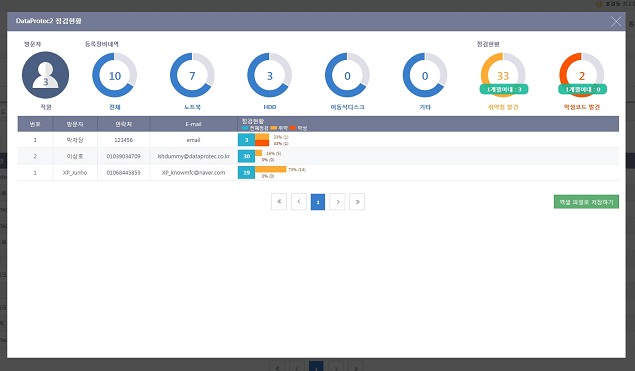 DataProtec2 점검현황
방문자
등록장비내역
점검현황
3
10
7
3
0
0
33
2
1개월이내 : 3
1개월이내 : 0
직원
전체
노트북
HDD
이동식디스크
기타
취약점 발견
악성코드 발견
번호 방문자 연락처 E-mail 점검현황
전체점검 취약 악성
1 박차장 123456 email 3 33% (1)
33% (1)
2 이상호 01039034709 lshdummy@dataprotec.co.kr 30 16% (5)
0% (0)
1 XP_Junho 01068445859 XP_knowmfc@naver.com 19 73% (14)
0% (0)
« ‹ 1 › »
엑셀 파일로 저장하기